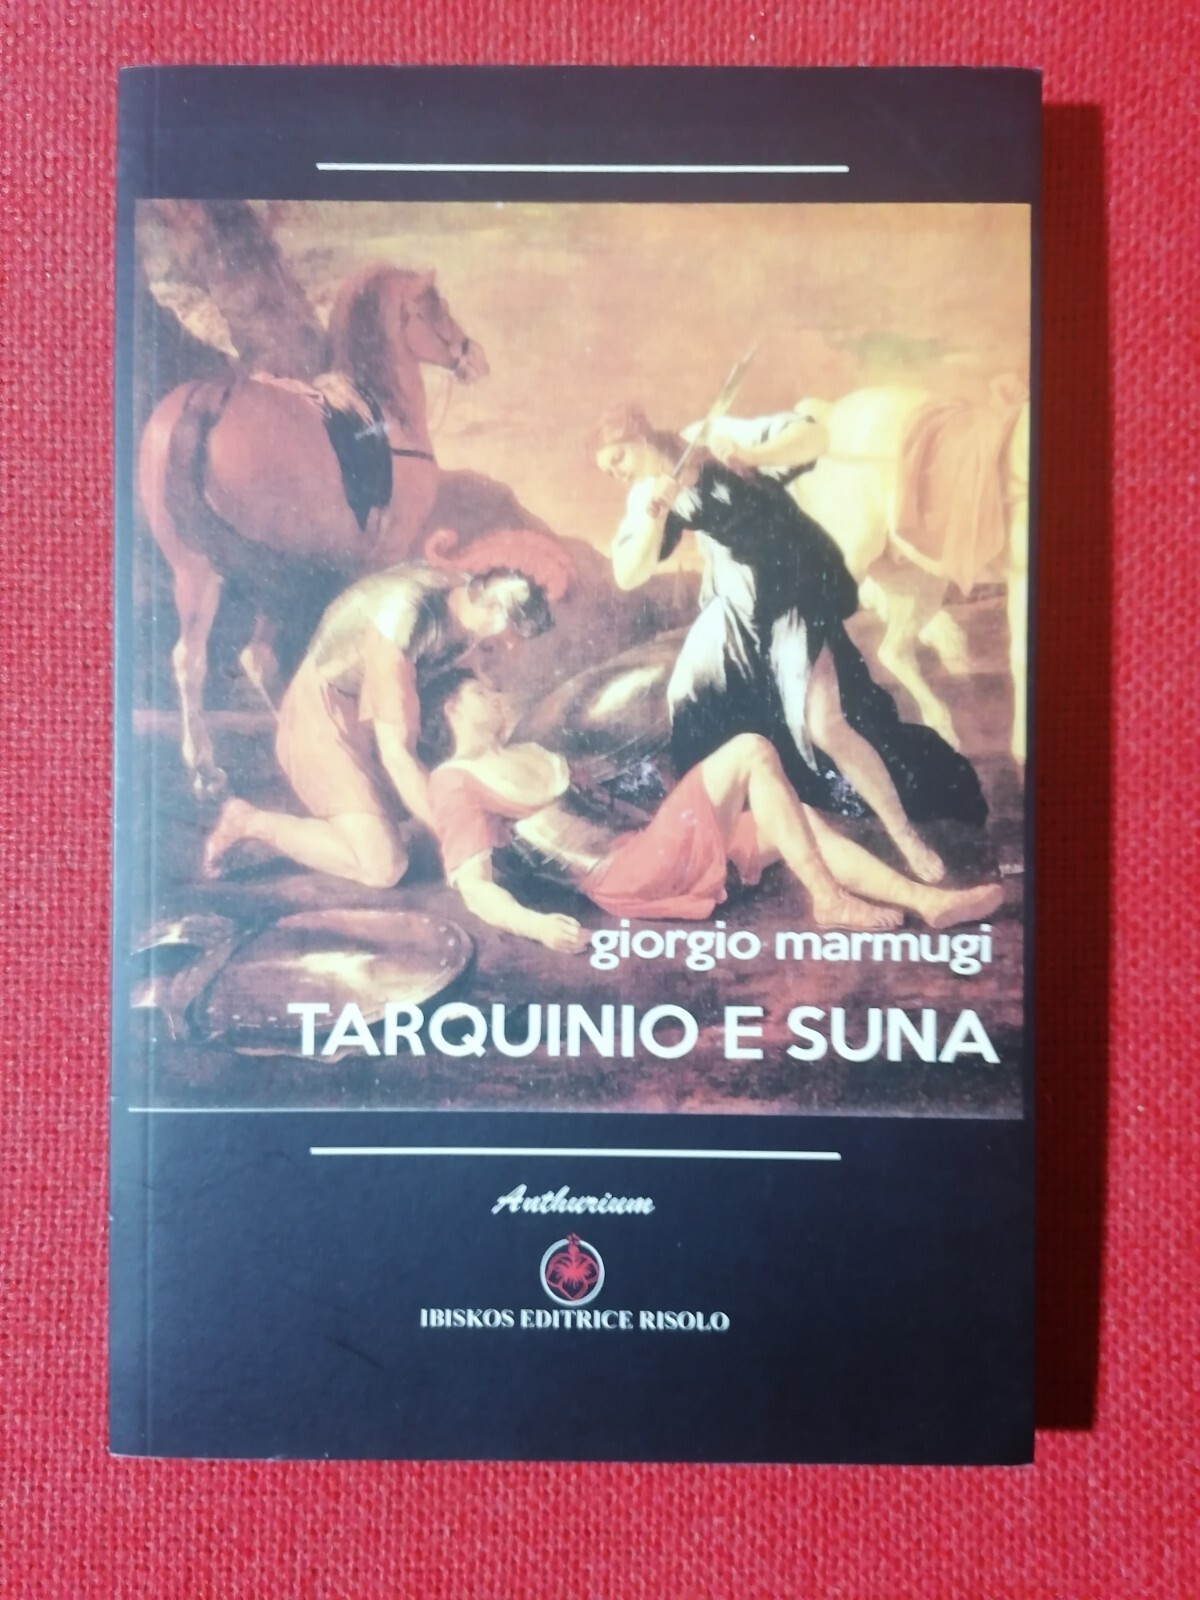 giorgio marmugi
TARQUINIO E SUNA
Anthurium
IBISKOS EDITRICE RISOLO